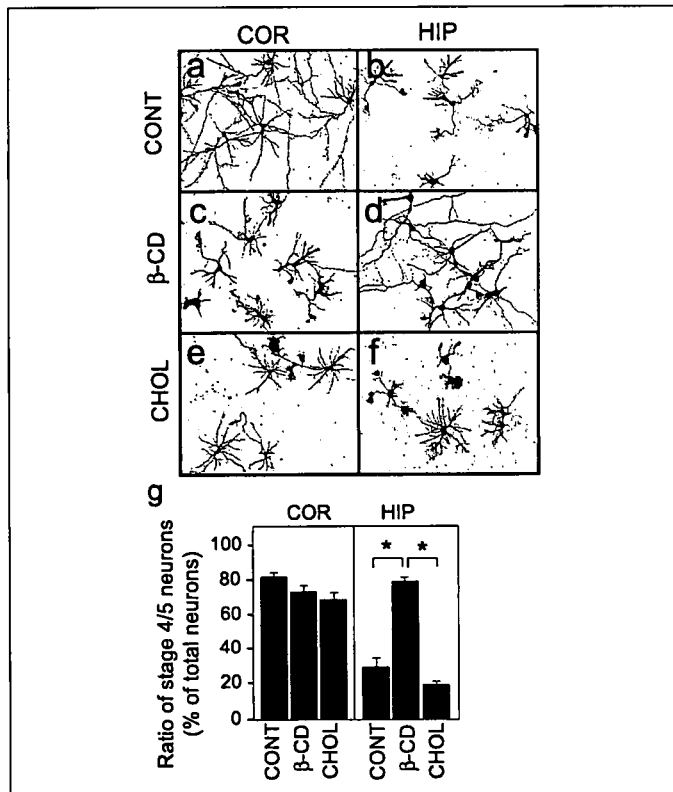 COR HIP
a b
CONT
c d
β-CD
e f
CHOL
g
COR HIP
Ratio of stage 4/5 neurons
(% of total neurons)
100
80
60
40
20
0
* *
CONT β-CD CHOL CONT β-CD CHOL